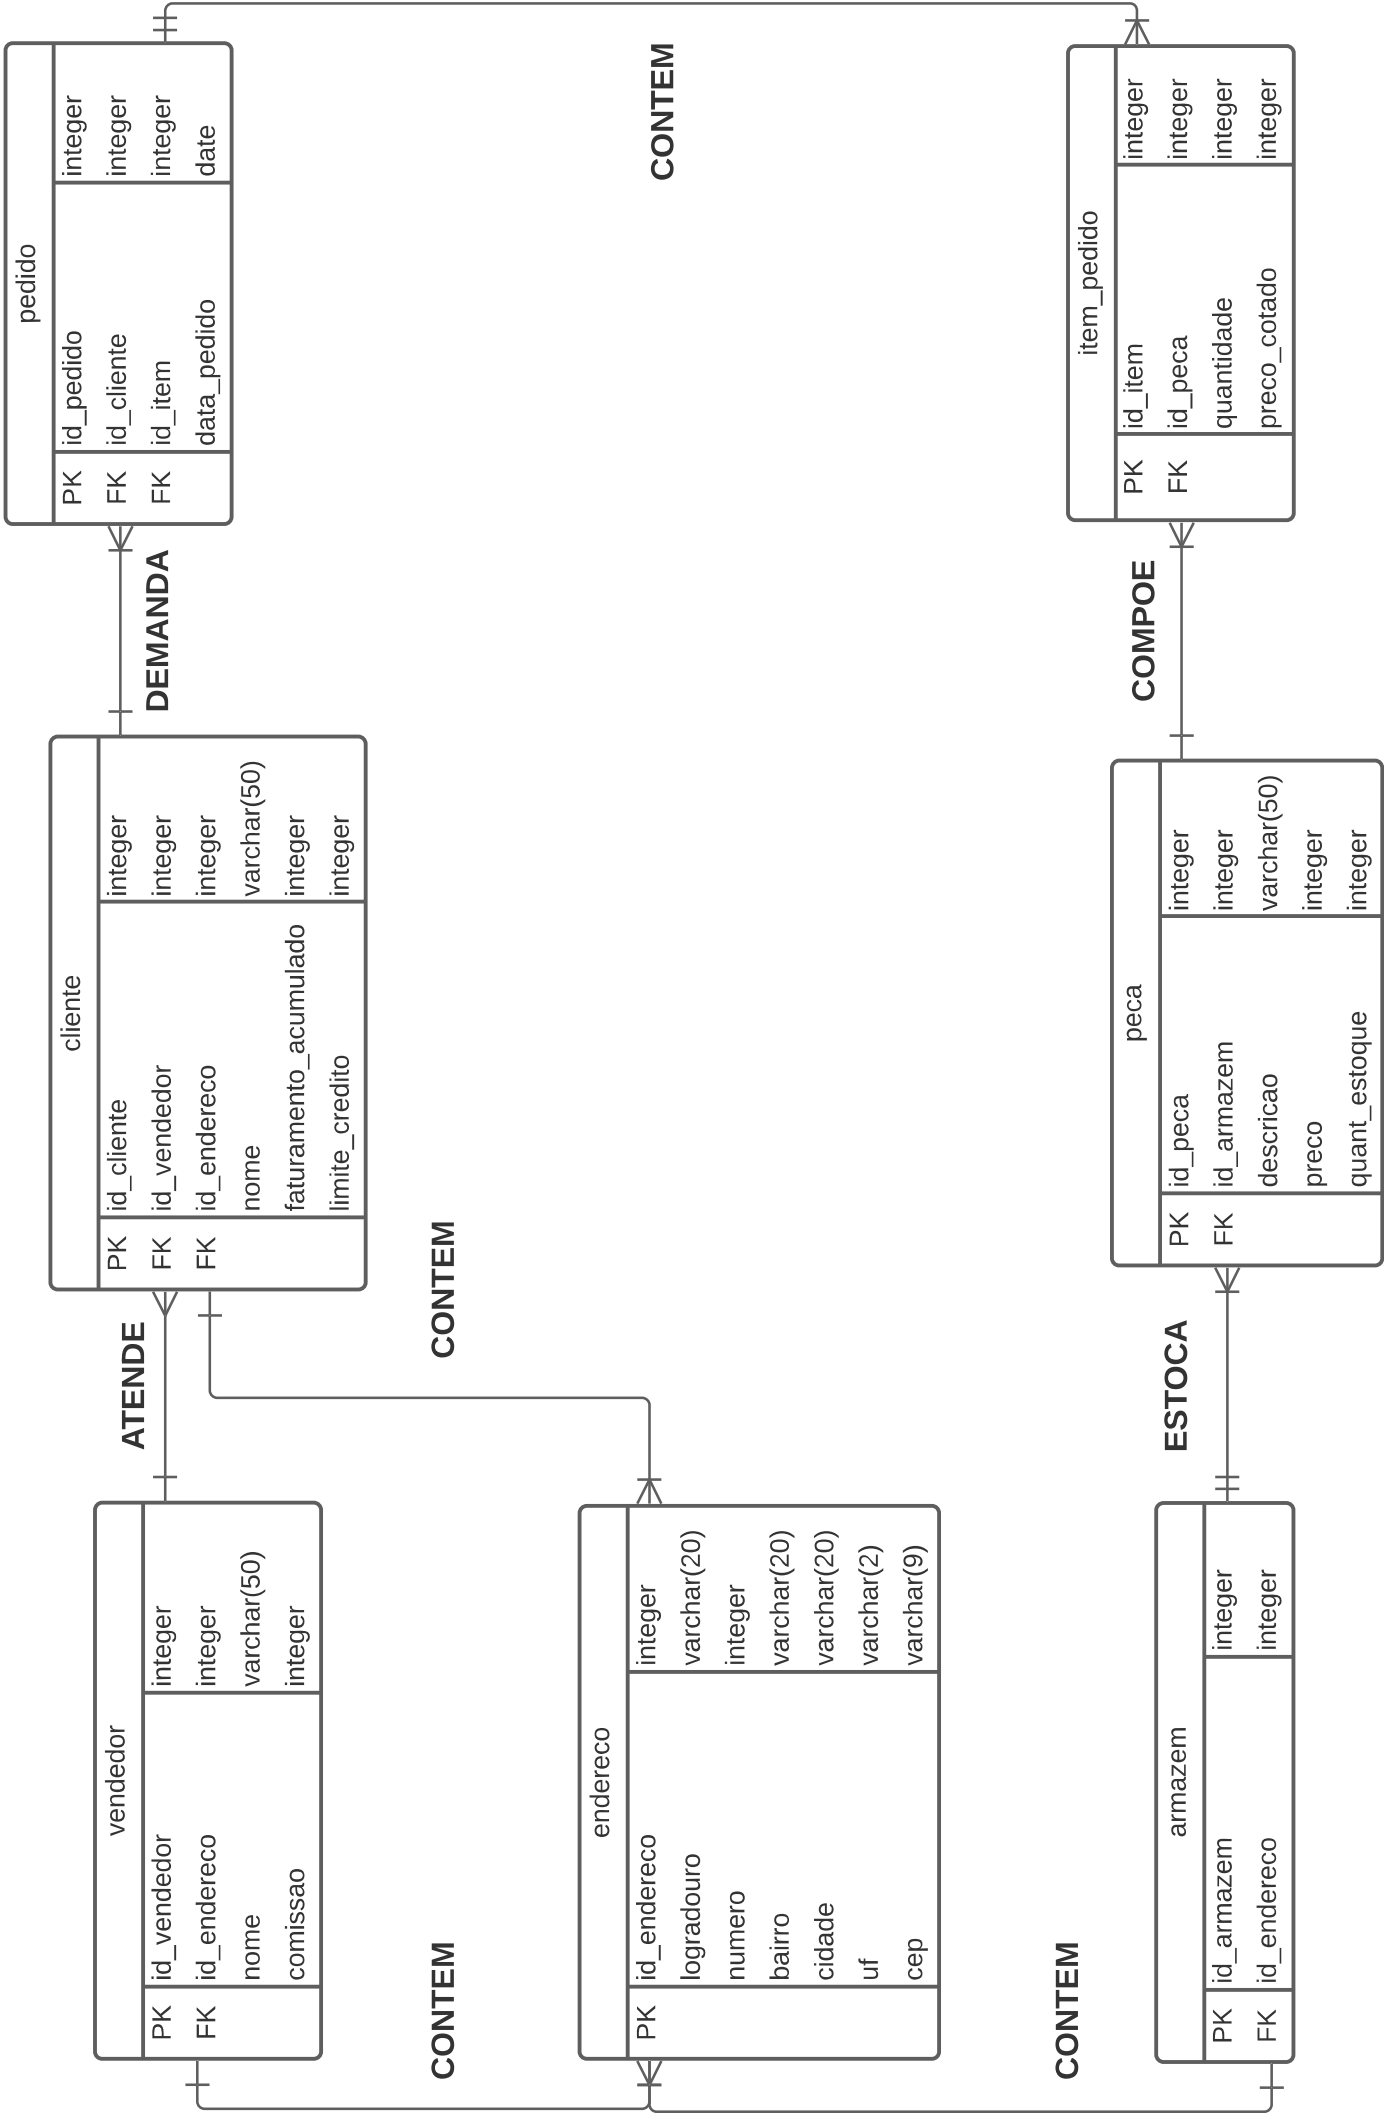 vendedor
PK id_vendedor integer
FK id_endereco integer
nome varchar(50)
comissao integer
ATENDE
cliente
PK id_cliente integer
FK id_vendedor integer
FK id_endereco integer
nome varchar(50)
faturamento_acumulado integer
limite_credito integer
DEMANDA
pedido
PK id_pedido integer
FK id_cliente integer
FK id_item integer
data_pedido date
CONTEM
CONTEM
CONTEM
endereco
PK id_endereco integer
logradouro varchar(20)
numero integer
bairro varchar(20)
cidade varchar(20)
uf varchar(2)
cep varchar(9)
CONTEM
armazem
PK id_armazem integer
FK id_endereco integer
ESTOCA
peca
PK id_peca integer
FK id_armazem integer
descricao varchar(50)
preco integer
quant_estoque integer
COMPOE
item_pedido
PK id_item integer
FK id_peca integer
quantidade integer
preco_cotado integer